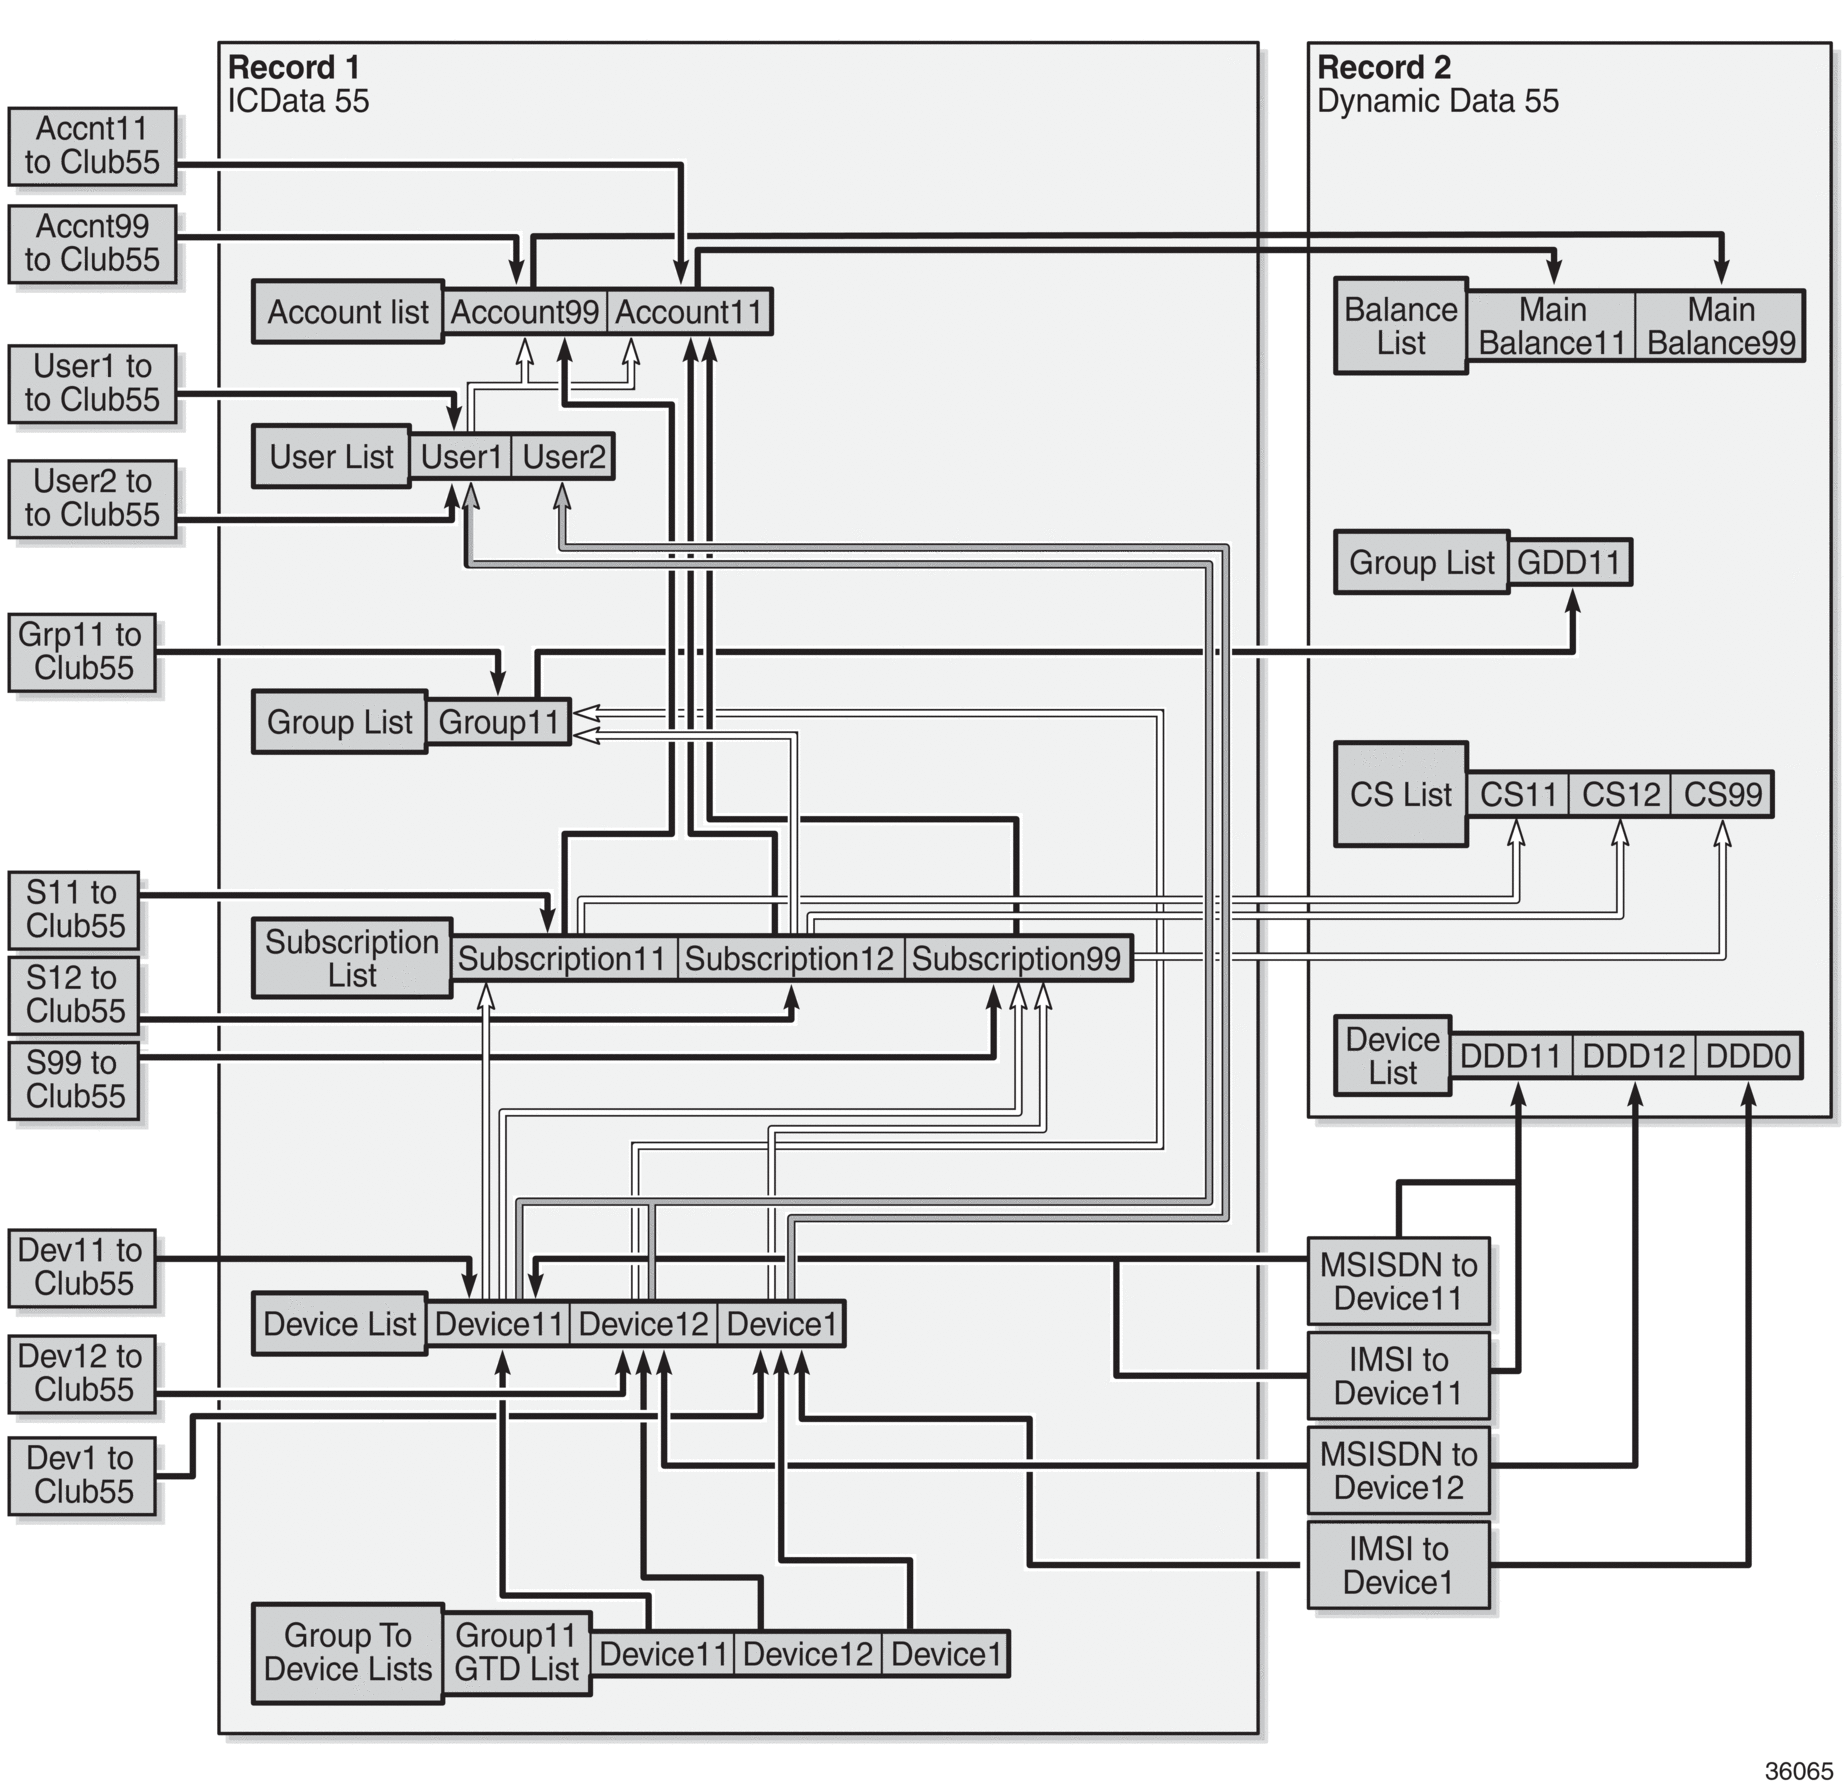 Record 1
ICData 55
Record 2
Dynamic Data 55
Accnt11
to Club55
Accnt99
to Club55
Account list
Account99
Account11
Balance
List
Main
Balance11
Main
Balance99
User1 to
to Club55
User List
User1
User2
User2 to
to Club55
Group List
GDD11
Grp11 to
Club55
Group List
Group11
CS List
CS11
CS12
CS99
S11 to
Club55
Subscription
List
Subscription11
Subscription12
Subscription99
S12 to
Club55
S99 to
Club55
Device
List
DDD11
DDD12
DDD0
Dev11 to
Club55
Device List
Device11
Device12
Device1
MSISDN to
Device11
Dev12 to
Club55
IMSI to
Device11
Dev1 to
Club55
MSISDN to
Device12
IMSI to
Device1
Group To
Device Lists
Group11
GTD List
Device11
Device12
Device1
36065